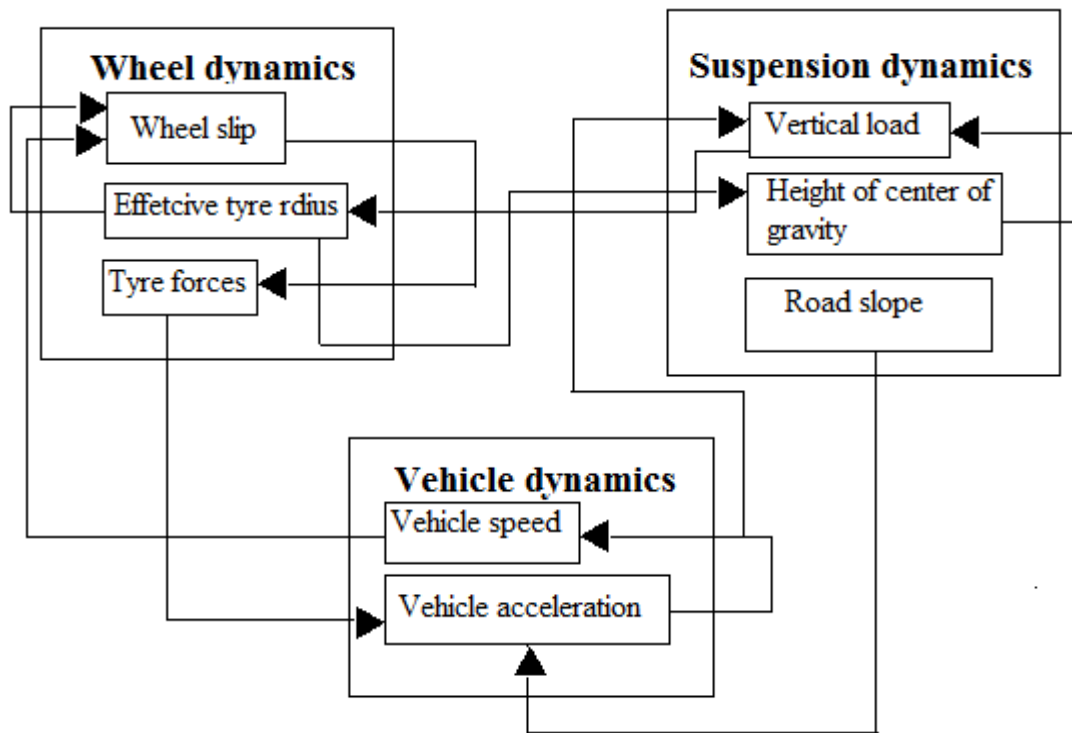 Wheel dynamics
Wheel slip
Effetcive tyre rdius
Tyre forces
Suspension dynamics
Vertical load
Height of center of
gravity
Road slope
Vehicle dynamics
Vehicle speed
Vehicle acceleration